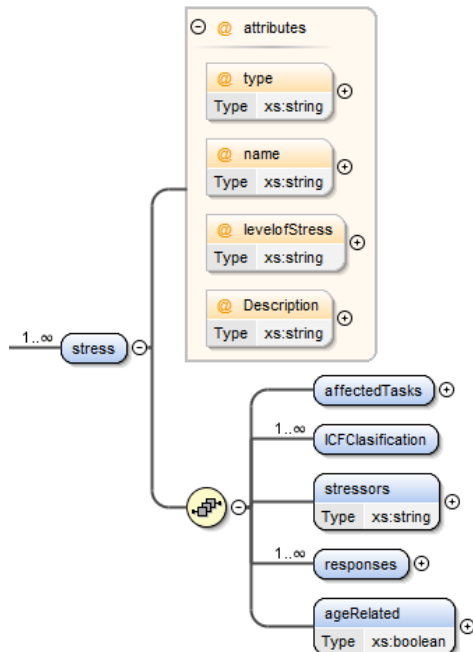 @ attributes
@ type
Type xs:string
@ name
Type xs:string
@ levelofStress
Type xs:string
@ Description
Type xs:string
1..∞
stress
affectedTasks
1..∞
ICFClasification
stressors
Type xs:string
1..∞
responses
ageRelated
Type xs:boolean